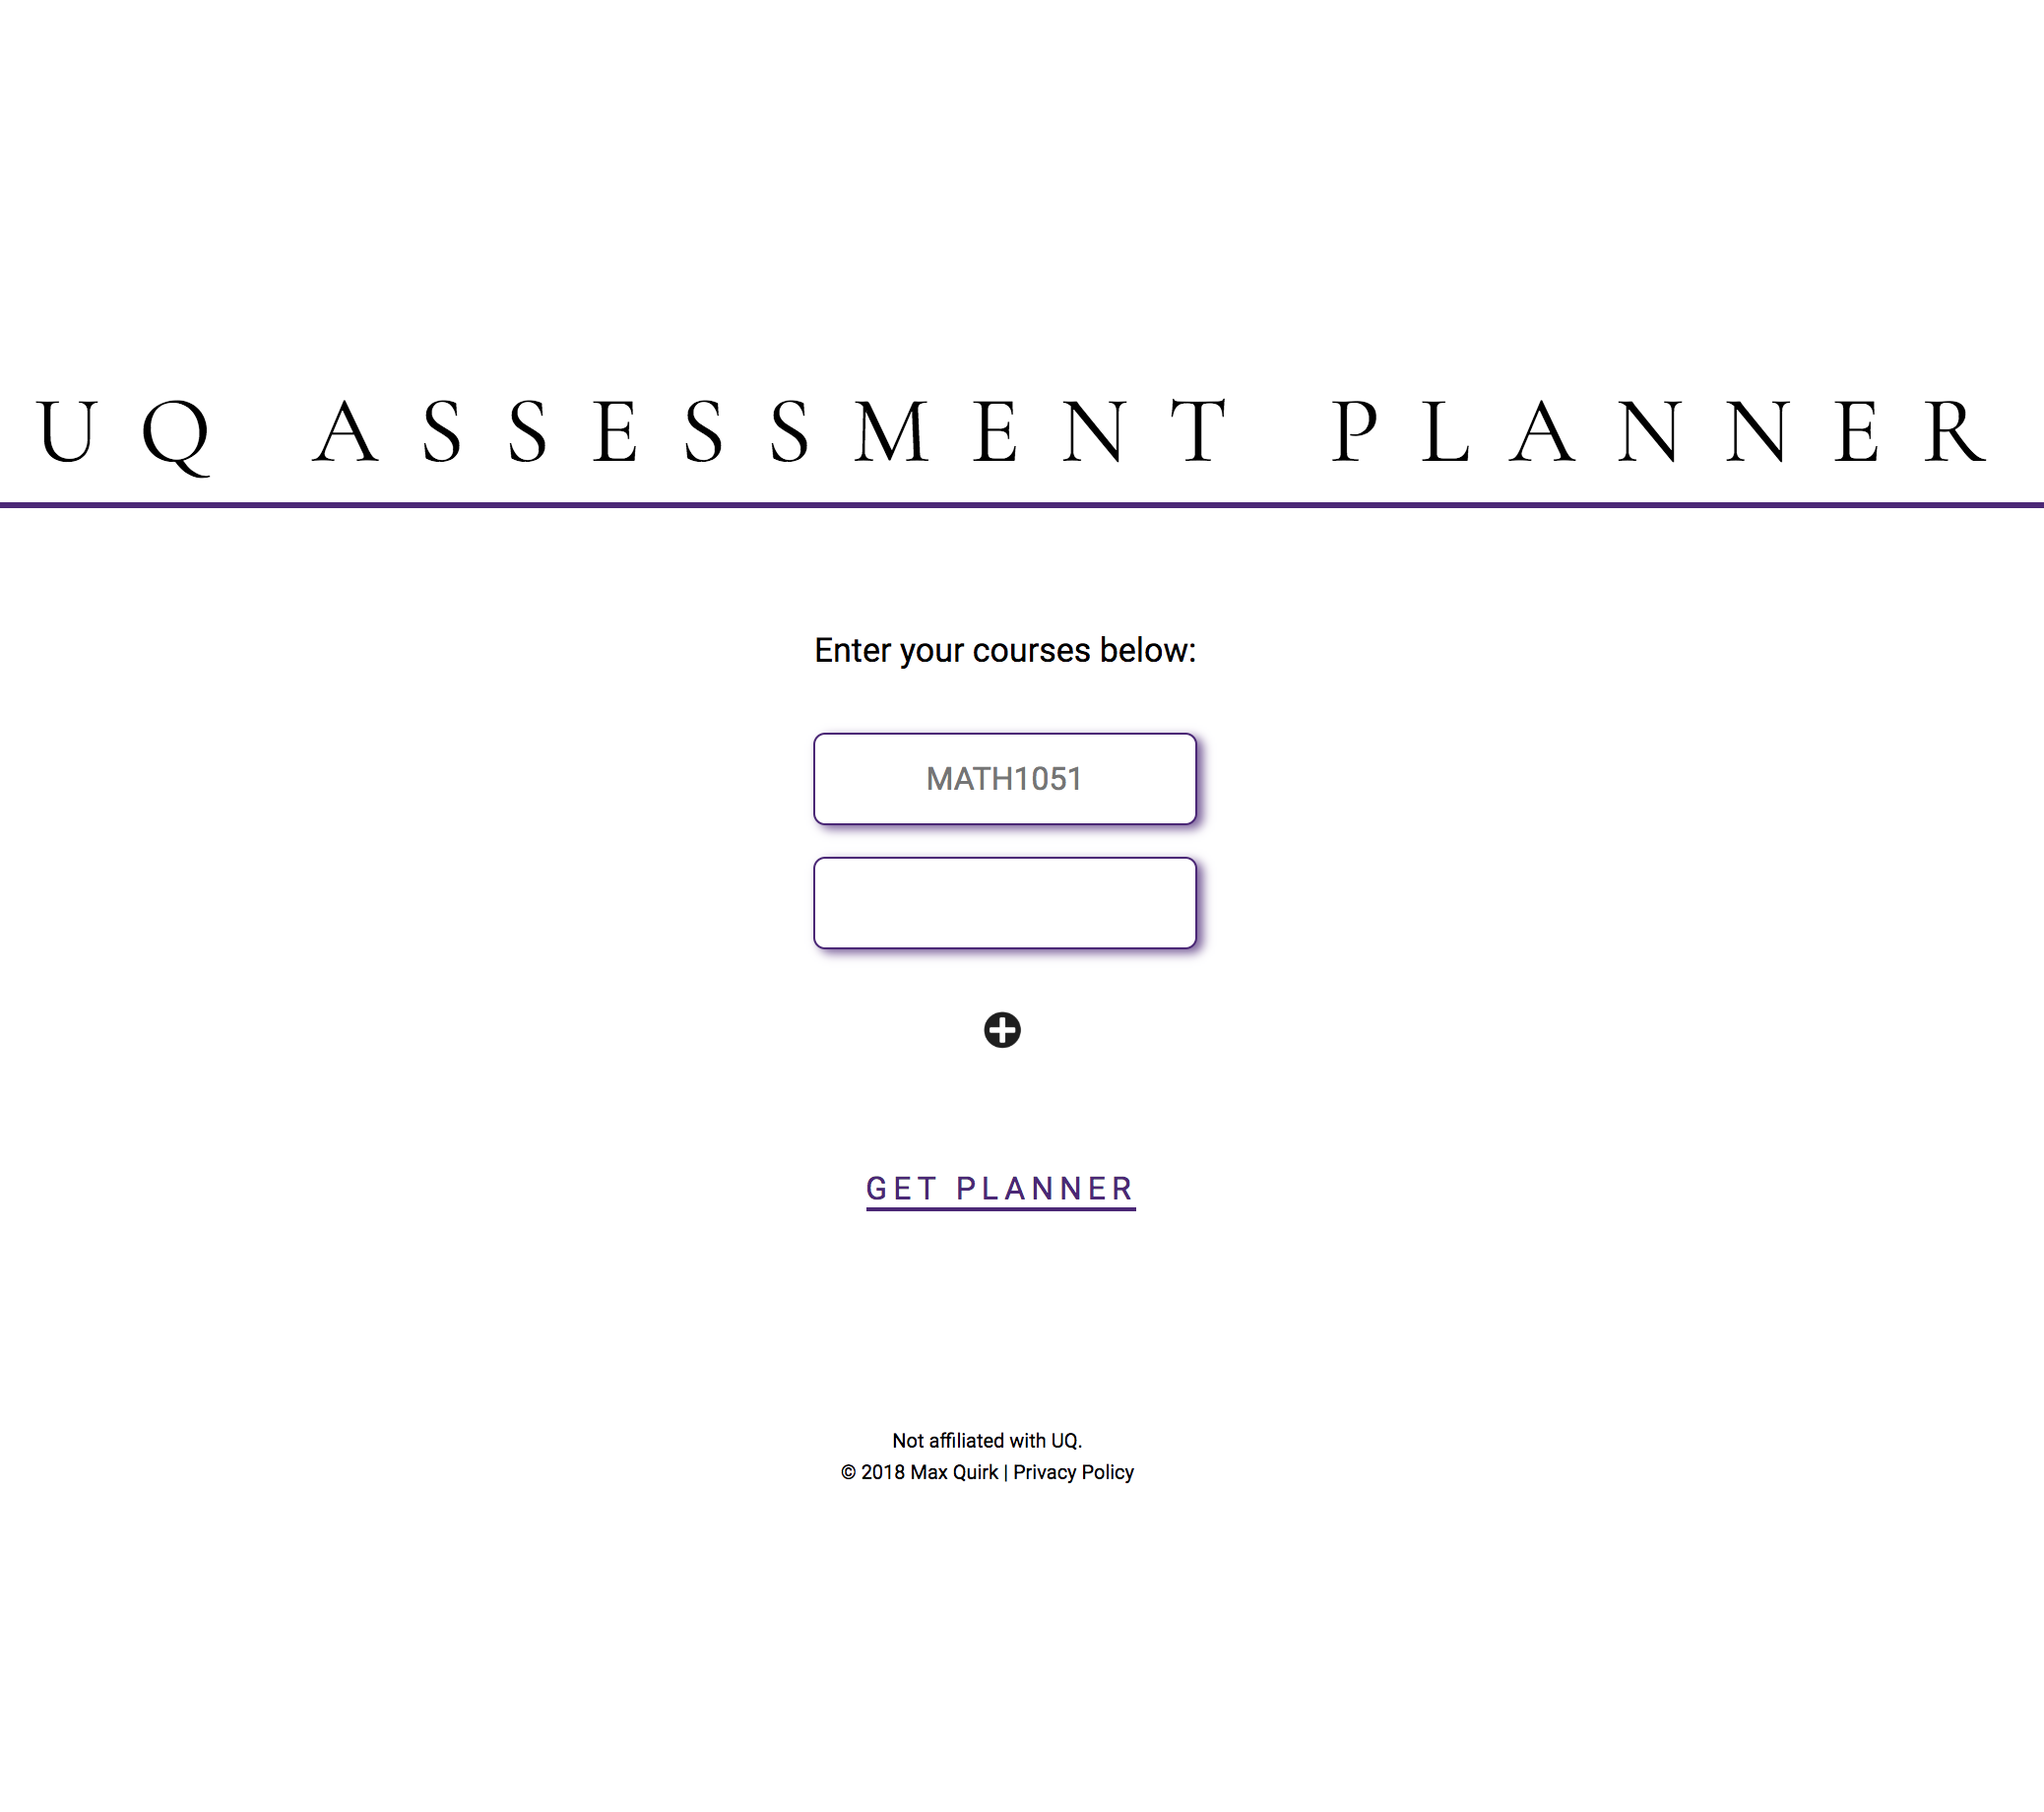 UQ ASSESSMENT PLANNER
Enter your courses below:
MATH1051
GET PLANNER
Not affiliated with UQ.
© 2018 Max Quirk | Privacy Policy